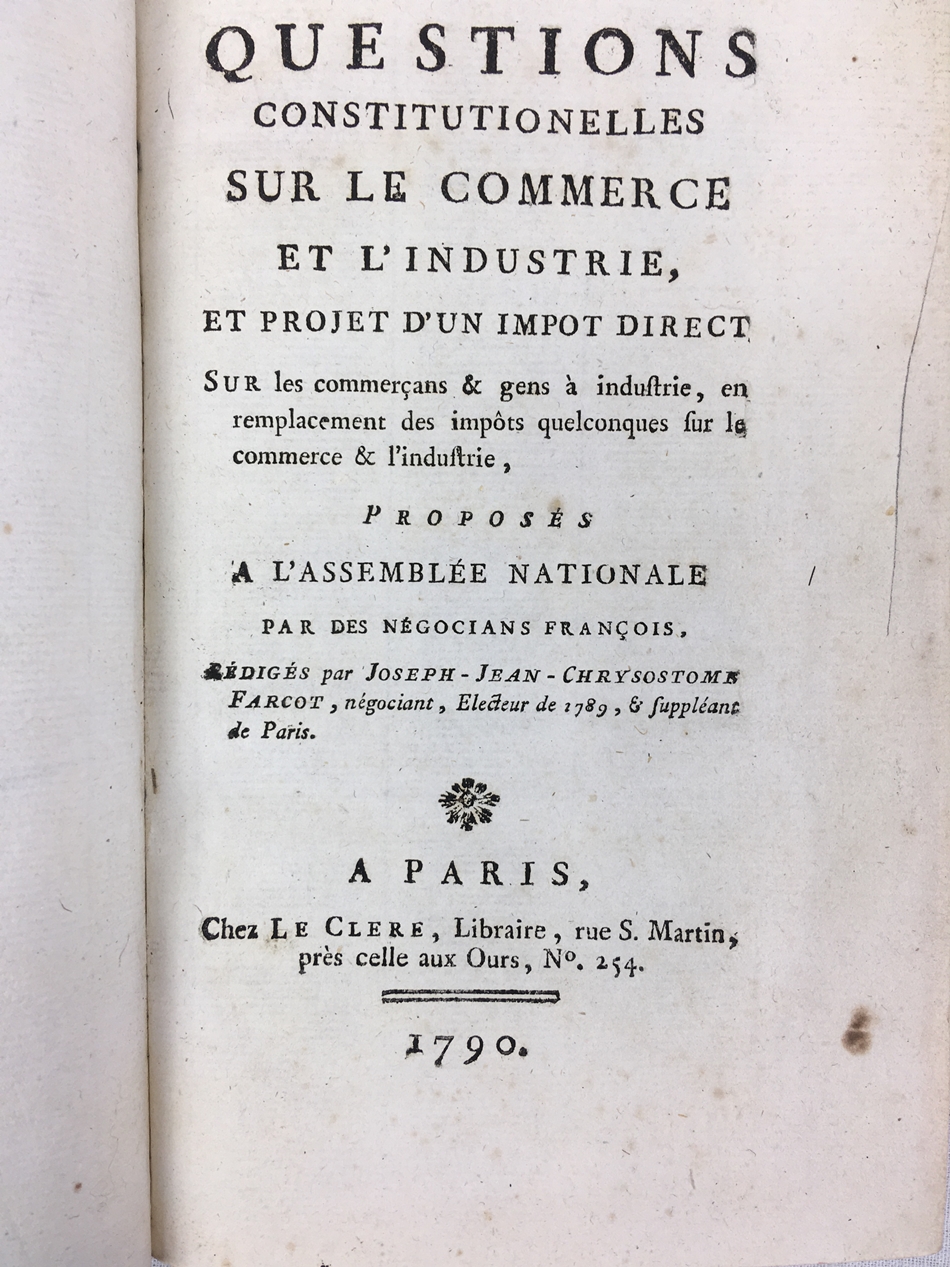 QUESTIONS
CONSTITUTIONELLES
SUR LE COMMERCE
ET L'INDUSTRIE,
ET PROJET D'UN IMPOT DIRECT
SUR les commerçans & gens à induſtrie, en
remplacement des impôts quelconques ſur le
commerce & l'induſtrie,
PROPOSÉS
A L'ASSEMBLÉE NATIONALE
PAR DES NÉGOCIANS FRANÇOIS,
RÉDIGÉS par JOSEPH-JEAN-CHRYSOSTOME
FARCOT, négociant, Electeur de 1789, & ſuppléant
de Paris.
A PARIS,
Chez LE CLERE, Libraire, rue S. Martin,
près celle aux Ours, Nº. 254.
1790.